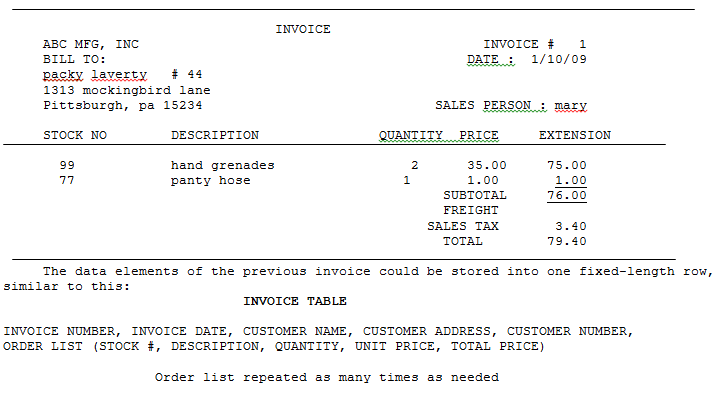 INVOICE
ABC MFG, INC INVOICE # 1
BILL TO: DATE : 1/10/09
packy laverty # 44
1313 mockingbird lane
Pittsburgh, pa 15234 SALES PERSON : mary
STOCK NO DESCRIPTION QUANTITY PRICE EXTENSION
99 hand grenades 2 35.00 75.00
77 panty hose 1 1.00 1.00
SUBTOTAL 76.00
FREIGHT
SALES TAX 3.40
TOTAL 79.40
The data elements of the previous invoice could be stored into one fixed-length row,
similar to this:
INVOICE TABLE
INVOICE NUMBER, INVOICE DATE, CUSTOMER NAME, CUSTOMER ADDRESS, CUSTOMER NUMBER,
ORDER LIST (STOCK #, DESCRIPTION, QUANTITY, UNIT PRICE, TOTAL PRICE)
Order list repeated as many times as needed